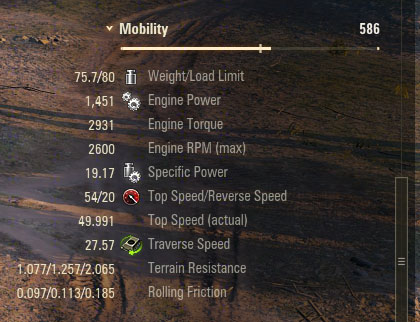 Mobility 586
75.7/80 Weight/Load Limit
1,451 Engine Power
2931 Engine Torque
2600 Engine RPM (max)
19.17 Specific Power
54/20 Top Speed/Reverse Speed
49.991 Top Speed (actual)
27.57 Traverse Speed
1.077/1.257/2.065 Terrain Resistance
0.097/0.113/0.185 Rolling Friction